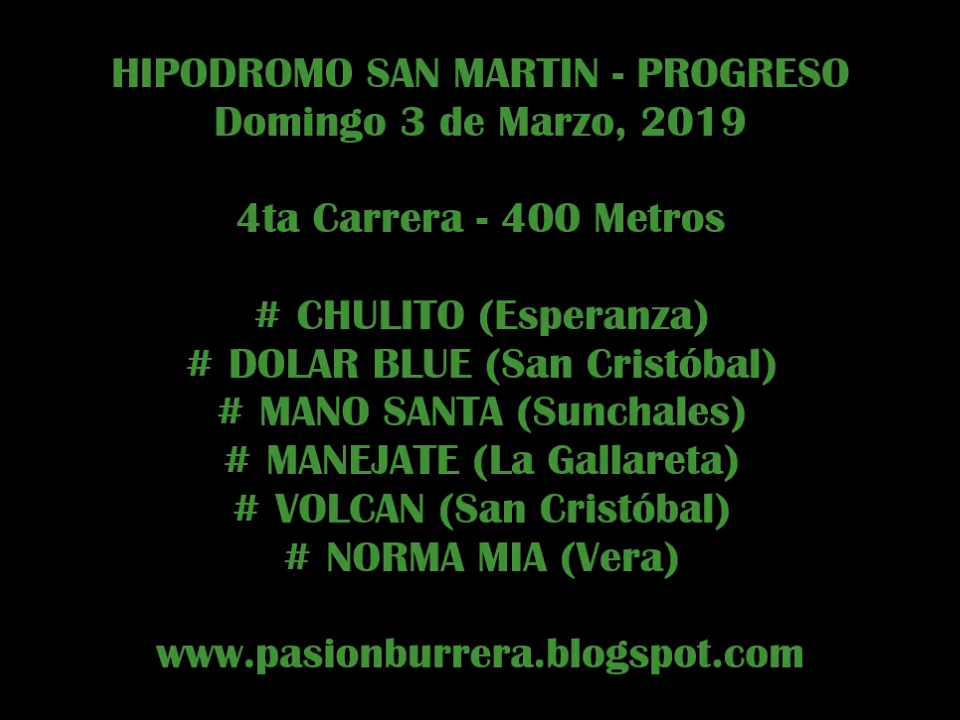 HIPODROMO SAN MARTIN - PROGRESO
Domingo 3 de Marzo, 2019
4ta Carrera - 400 Metros
# CHULITO (Esperanza)
# DOLAR BLUE (San Cristóbal)
# MANO SANTA (Sunchales)
# MANEJATE (La Gallareta)
# VOLCAN (San Cristóbal)
# NORMA MIA (Vera)
www.pasionburrera.blogspot.com